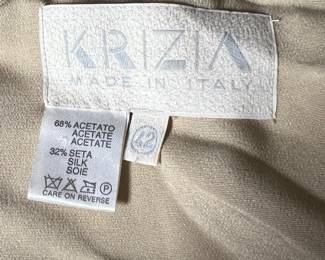 KRIZIA
MADE IN ITALY
42
68% ACETATO
ACETATE
ACETATE
32% SETA
SILK
SOIE
P
CARE ON REVERSE